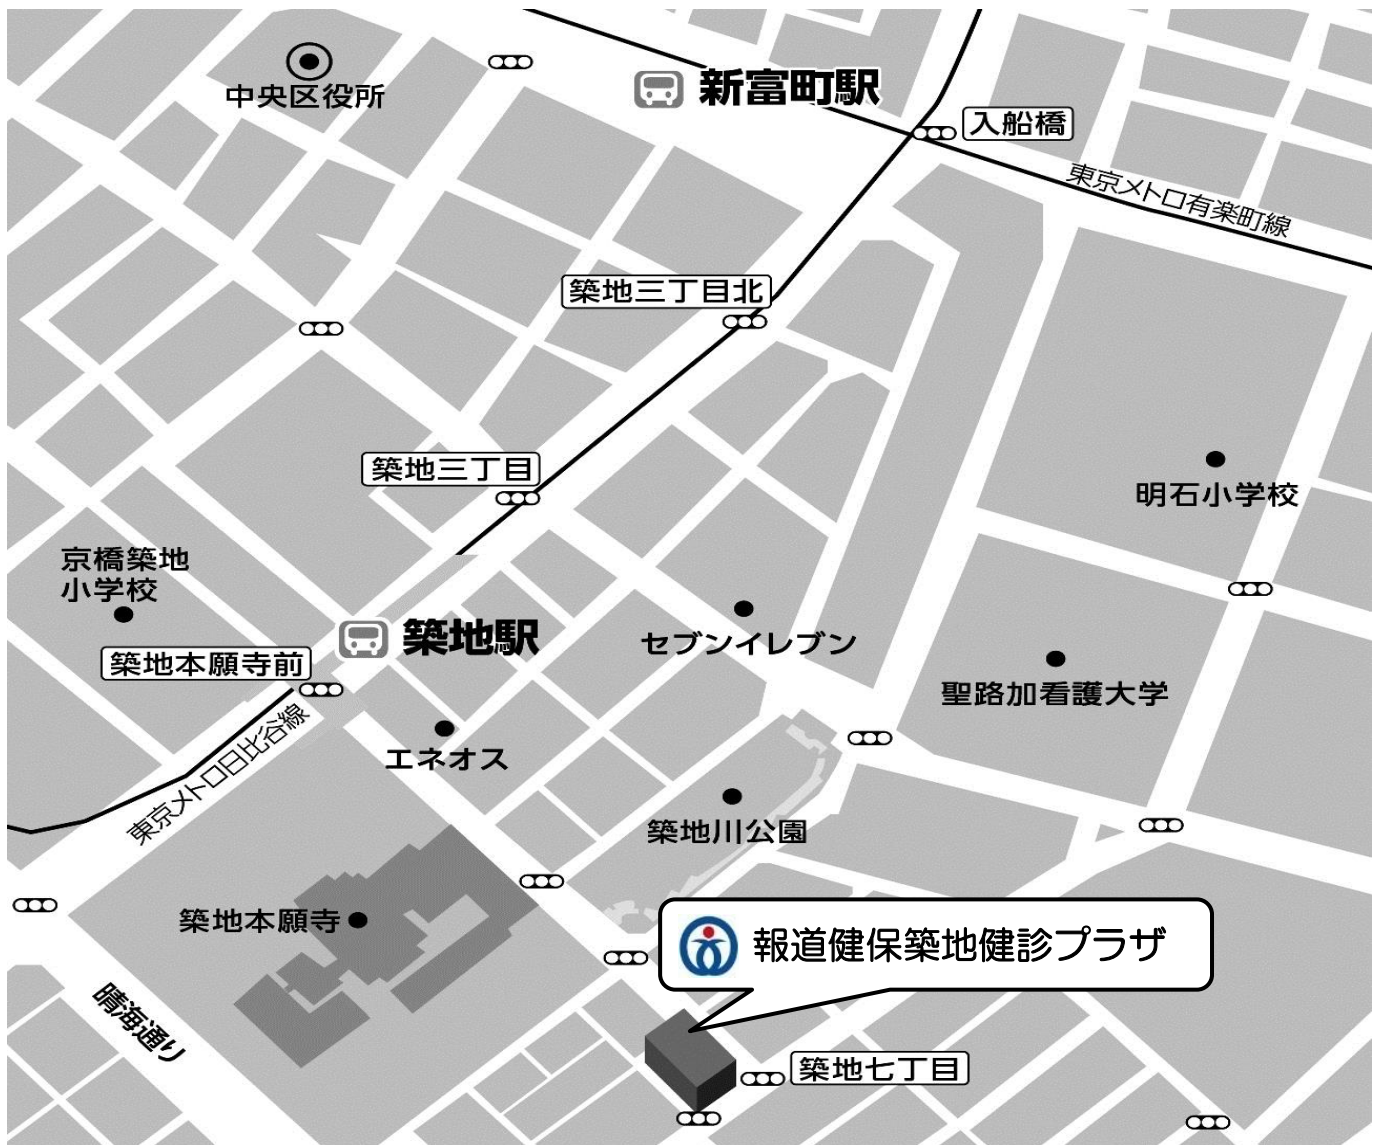 中央区役所
新富町駅
入船橋
東京メトロ有楽町線
築地三丁目北
築地三丁目
明石小学校
京橋築地
小学校
築地駅
セブンイレブン
築地本願寺前
聖路加看護大学
東京メトロ日比谷線
エネオス
築地川公園
築地本願寺
報道健保築地健診プラザ
晴海通り
築地七丁目